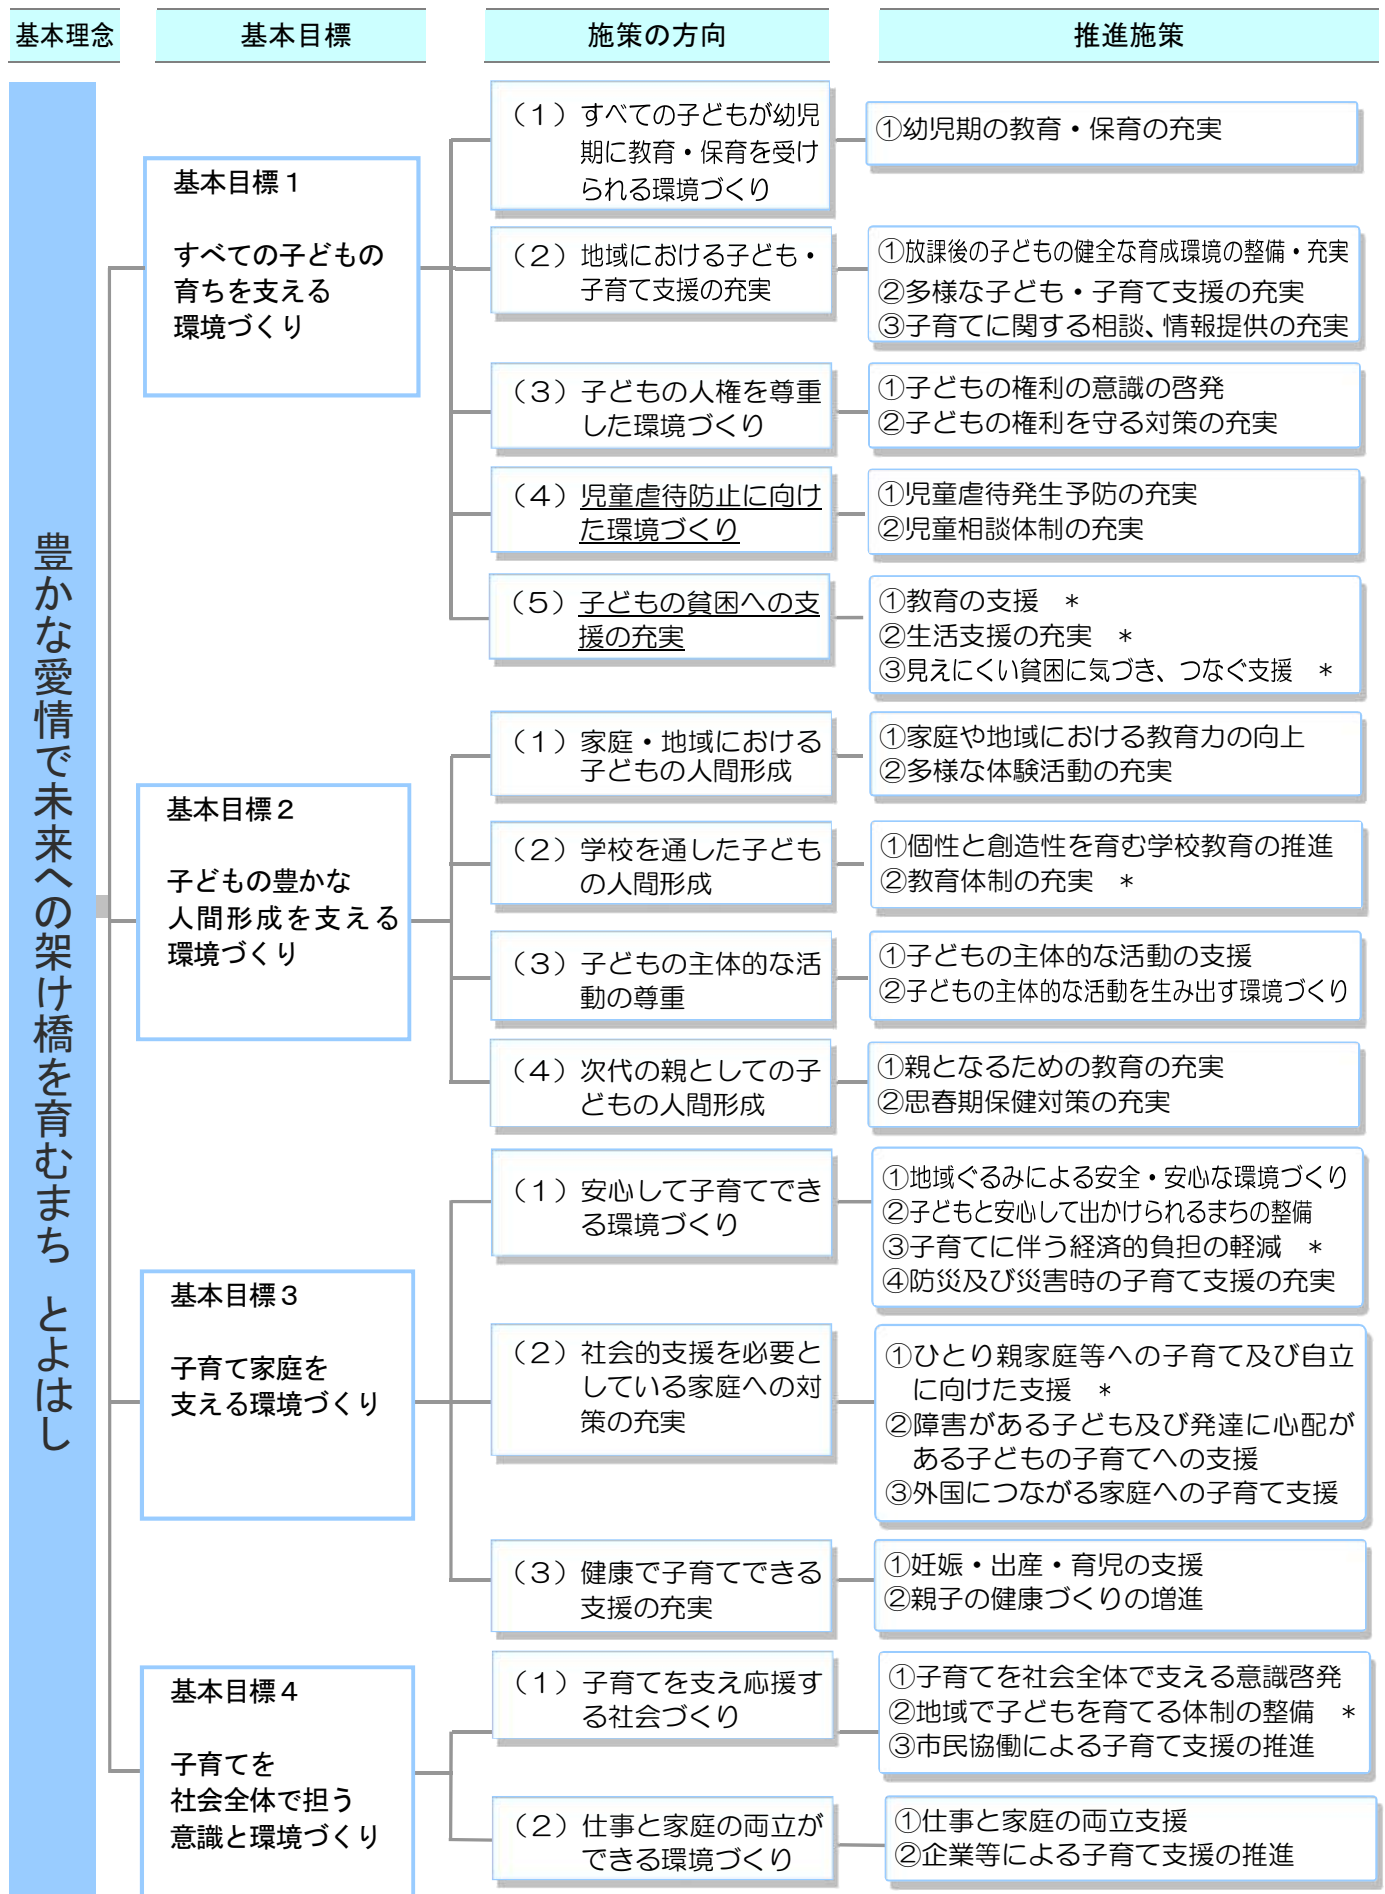 基本理念
基本目標
施策の方向
推進施策
豊かな愛情で未来への架け橋を育むまち とよはし
基本目標1
すべての子どもの
育ちを支える
環境づくり
(1)すべての子どもが幼児
期に教育・保育を受け
られる環境づくり
①幼児期の教育・保育の充実
(2)地域における子ども・
子育て支援の充実
①放課後の子どもの健全な育成環境の整備・充実
②多様な子ども・子育て支援の充実
③子育てに関する相談、情報提供の充実
(3)子どもの人権を尊重
した環境づくり
①子どもの権利の意識の啓発
②子どもの権利を守る対策の充実
(4)児童虐待防止に向け
た環境づくり
①児童虐待発生予防の充実
②児童相談体制の充実
(5)子どもの貧困への支
援の充実
①教育の支援 *
②生活支援の充実 *
③見えにくい貧困に気づき、つなぐ支援 *
基本目標2
子どもの豊かな
人間形成を支える
環境づくり
(1)家庭・地域における
子どもの人間形成
①家庭や地域における教育力の向上
②多様な体験活動の充実
(2)学校を通した子ども
の人間形成
①個性と創造性を育む学校教育の推進
②教育体制の充実 *
(3)子どもの主体的な活
動の尊重
①子どもの主体的な活動の支援
②子どもの主体的な活動を生み出す環境づくり
(4)次代の親としての子
どもの人間形成
①親となるための教育の充実
②思春期保健対策の充実
基本目標3
子育て家庭を
支える環境づくり
(1)安心して子育てでき
る環境づくり
①地域ぐるみによる安全・安心な環境づくり
②子どもと安心して出かけられるまちの整備
③子育てに伴う経済的負担の軽減 *
④防災及び災害時の子育て支援の充実
(2)社会的支援を必要と
している家庭への対
策の充実
①ひとり親家庭等への子育て及び自立
に向けた支援 *
②障害がある子ども及び発達に心配が
ある子どもの子育てへの支援
③外国につながる家庭への子育て支援
(3)健康で子育てできる
支援の充実
①妊娠・出産・育児の支援
②親子の健康づくりの増進
基本目標4
子育てを
社会全体で担う
意識と環境づくり
(1)子育てを支え応援す
る社会づくり
①子育てを社会全体で支える意識啓発
②地域で子どもを育てる体制の整備 *
③市民協働による子育て支援の推進
(2)仕事と家庭の両立が
できる環境づくり
①仕事と家庭の両立支援
②企業等による子育て支援の推進